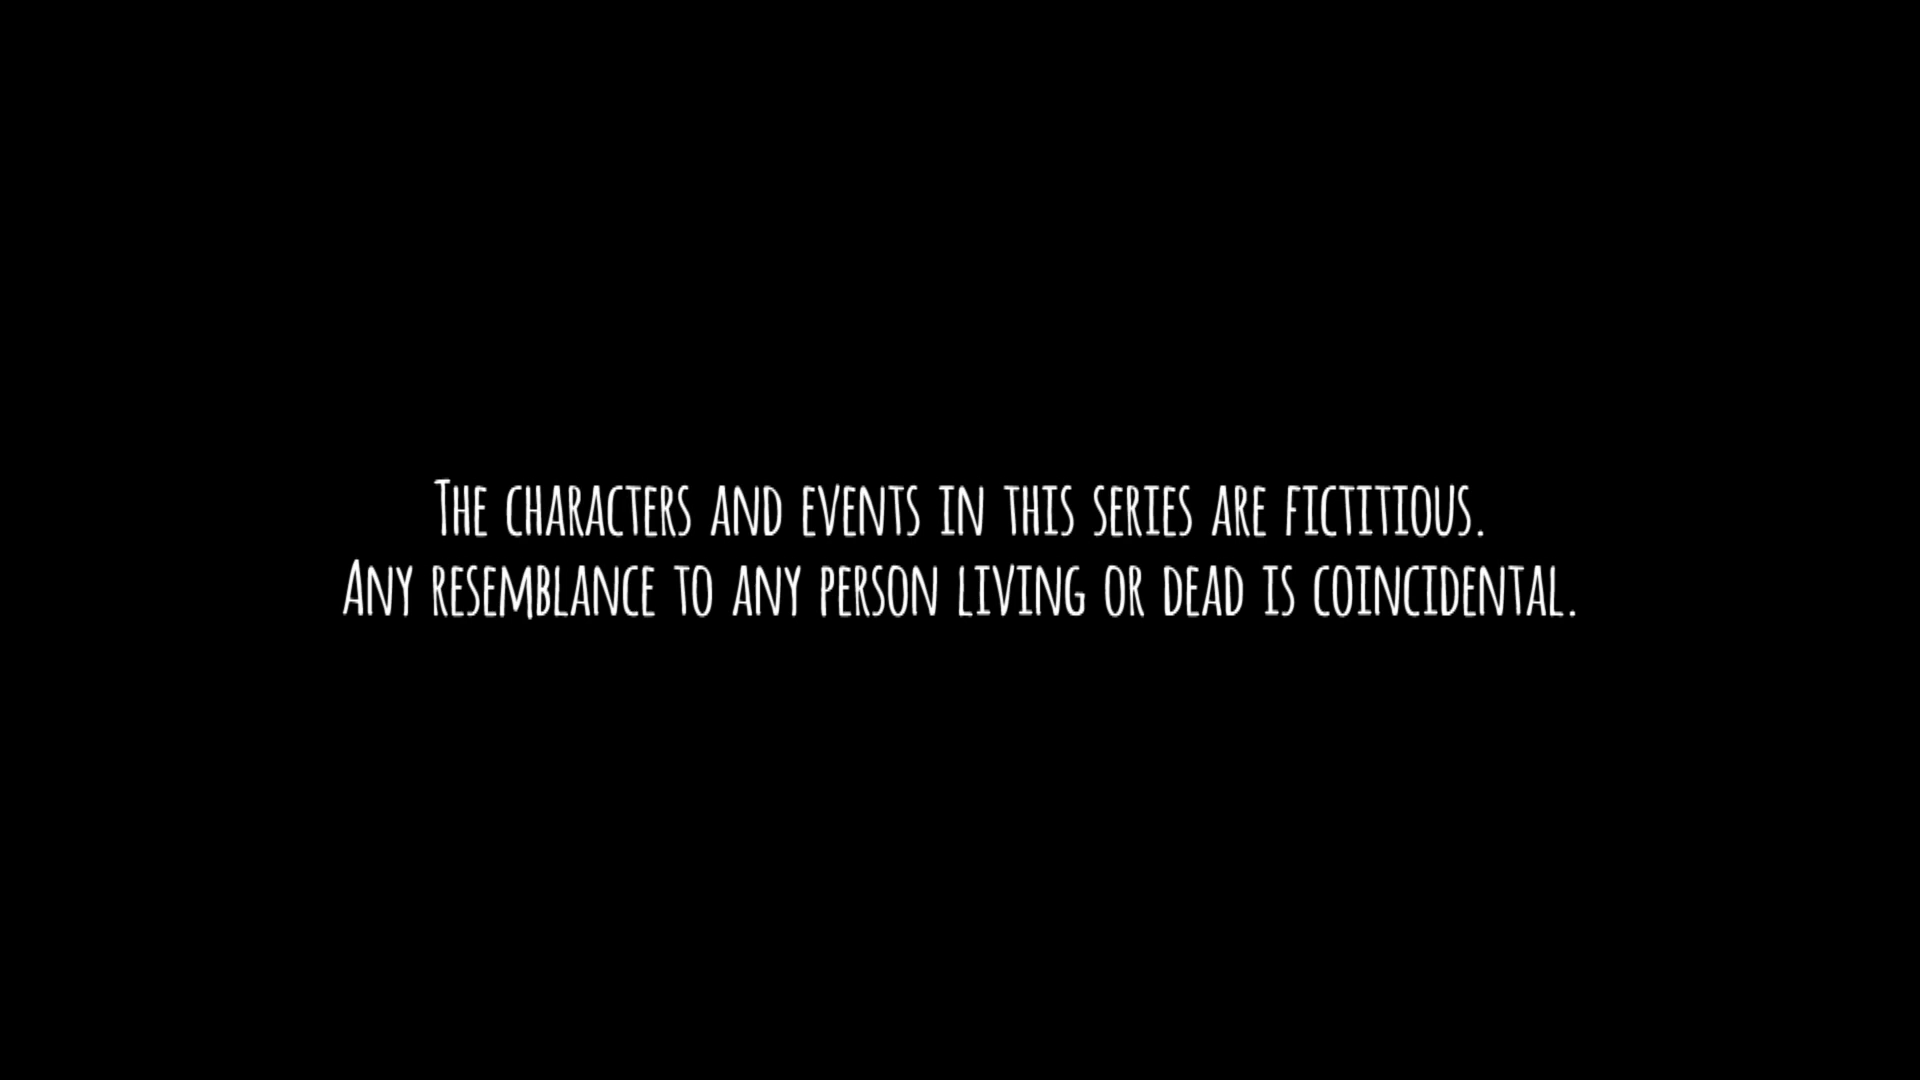 The characters and events in this series are fictitious.
Any resemblance to any person living or dead is coincidental.